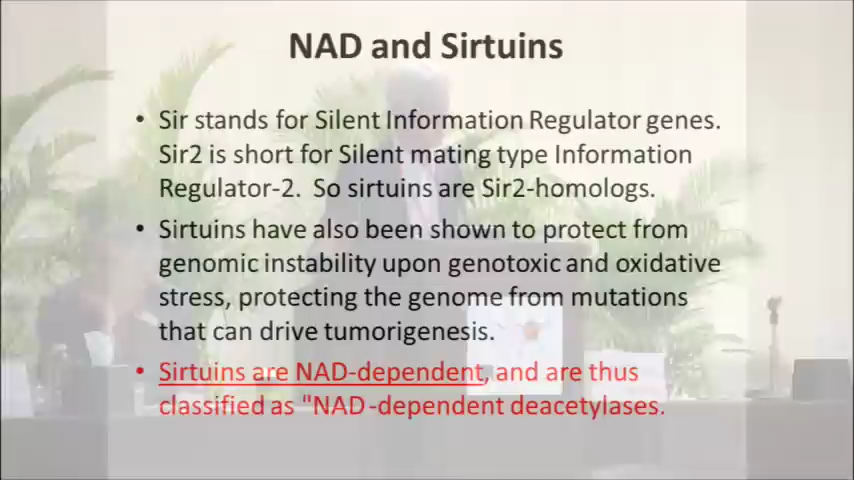 NAD and Sirtuins
• Sir stands for Silent Information Regulator genes.
Sir2 is short for Silent mating type Information
Regulator-2. So sirtuins are Sir2-homologs.
• Sirtuins have also been shown to protect from
genomic instability upon genotoxic and oxidative
stress, protecting the genome from mutations
that can drive tumorigenesis.
• Sirtuins are NAD-dependent, and are thus
classified as "NAD-dependent deacetylases.